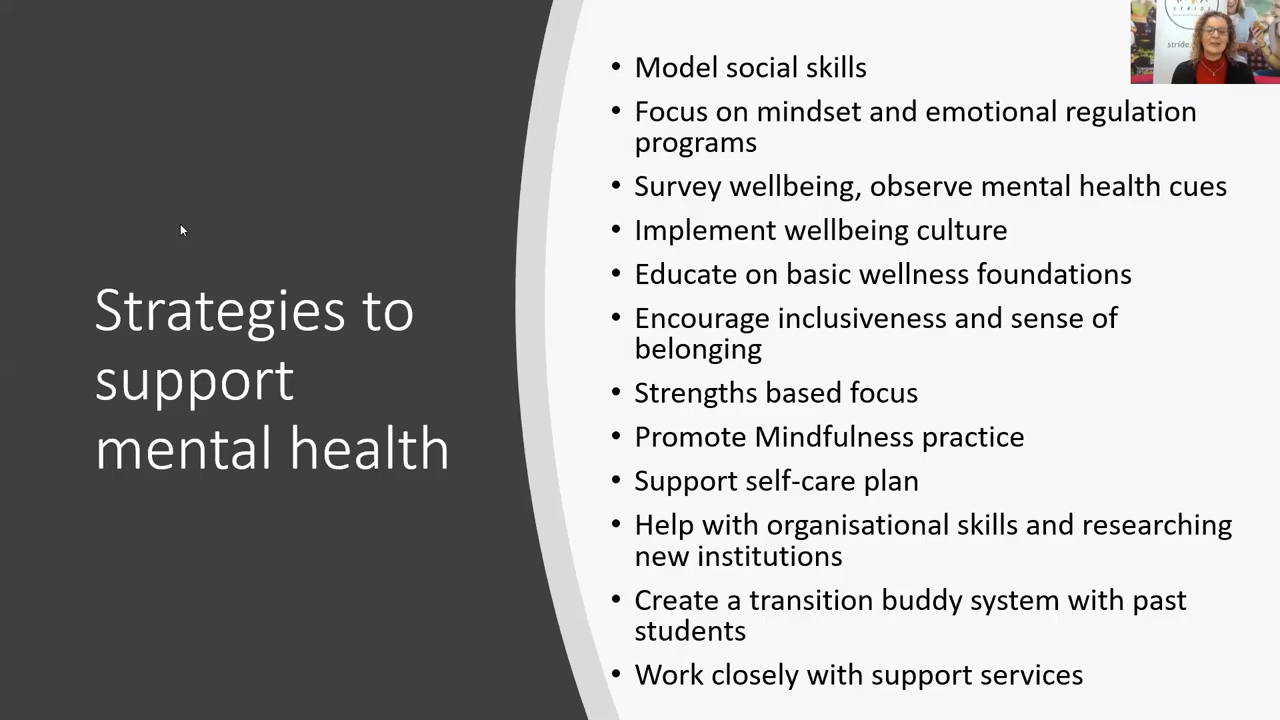 Strategies to
support
mental health
• Model social skills
• Focus on mindset and emotional regulation
programs
• Survey wellbeing, observe mental health cues
• Implement wellbeing culture
• Educate on basic wellness foundations
• Encourage inclusiveness and sense of
belonging
• Strengths based focus
• Promote Mindfulness practice
• Support self-care plan
• Help with organisational skills and researching
new institutions
• Create a transition buddy system with past
students
• Work closely with support services
STRIDE
stride.